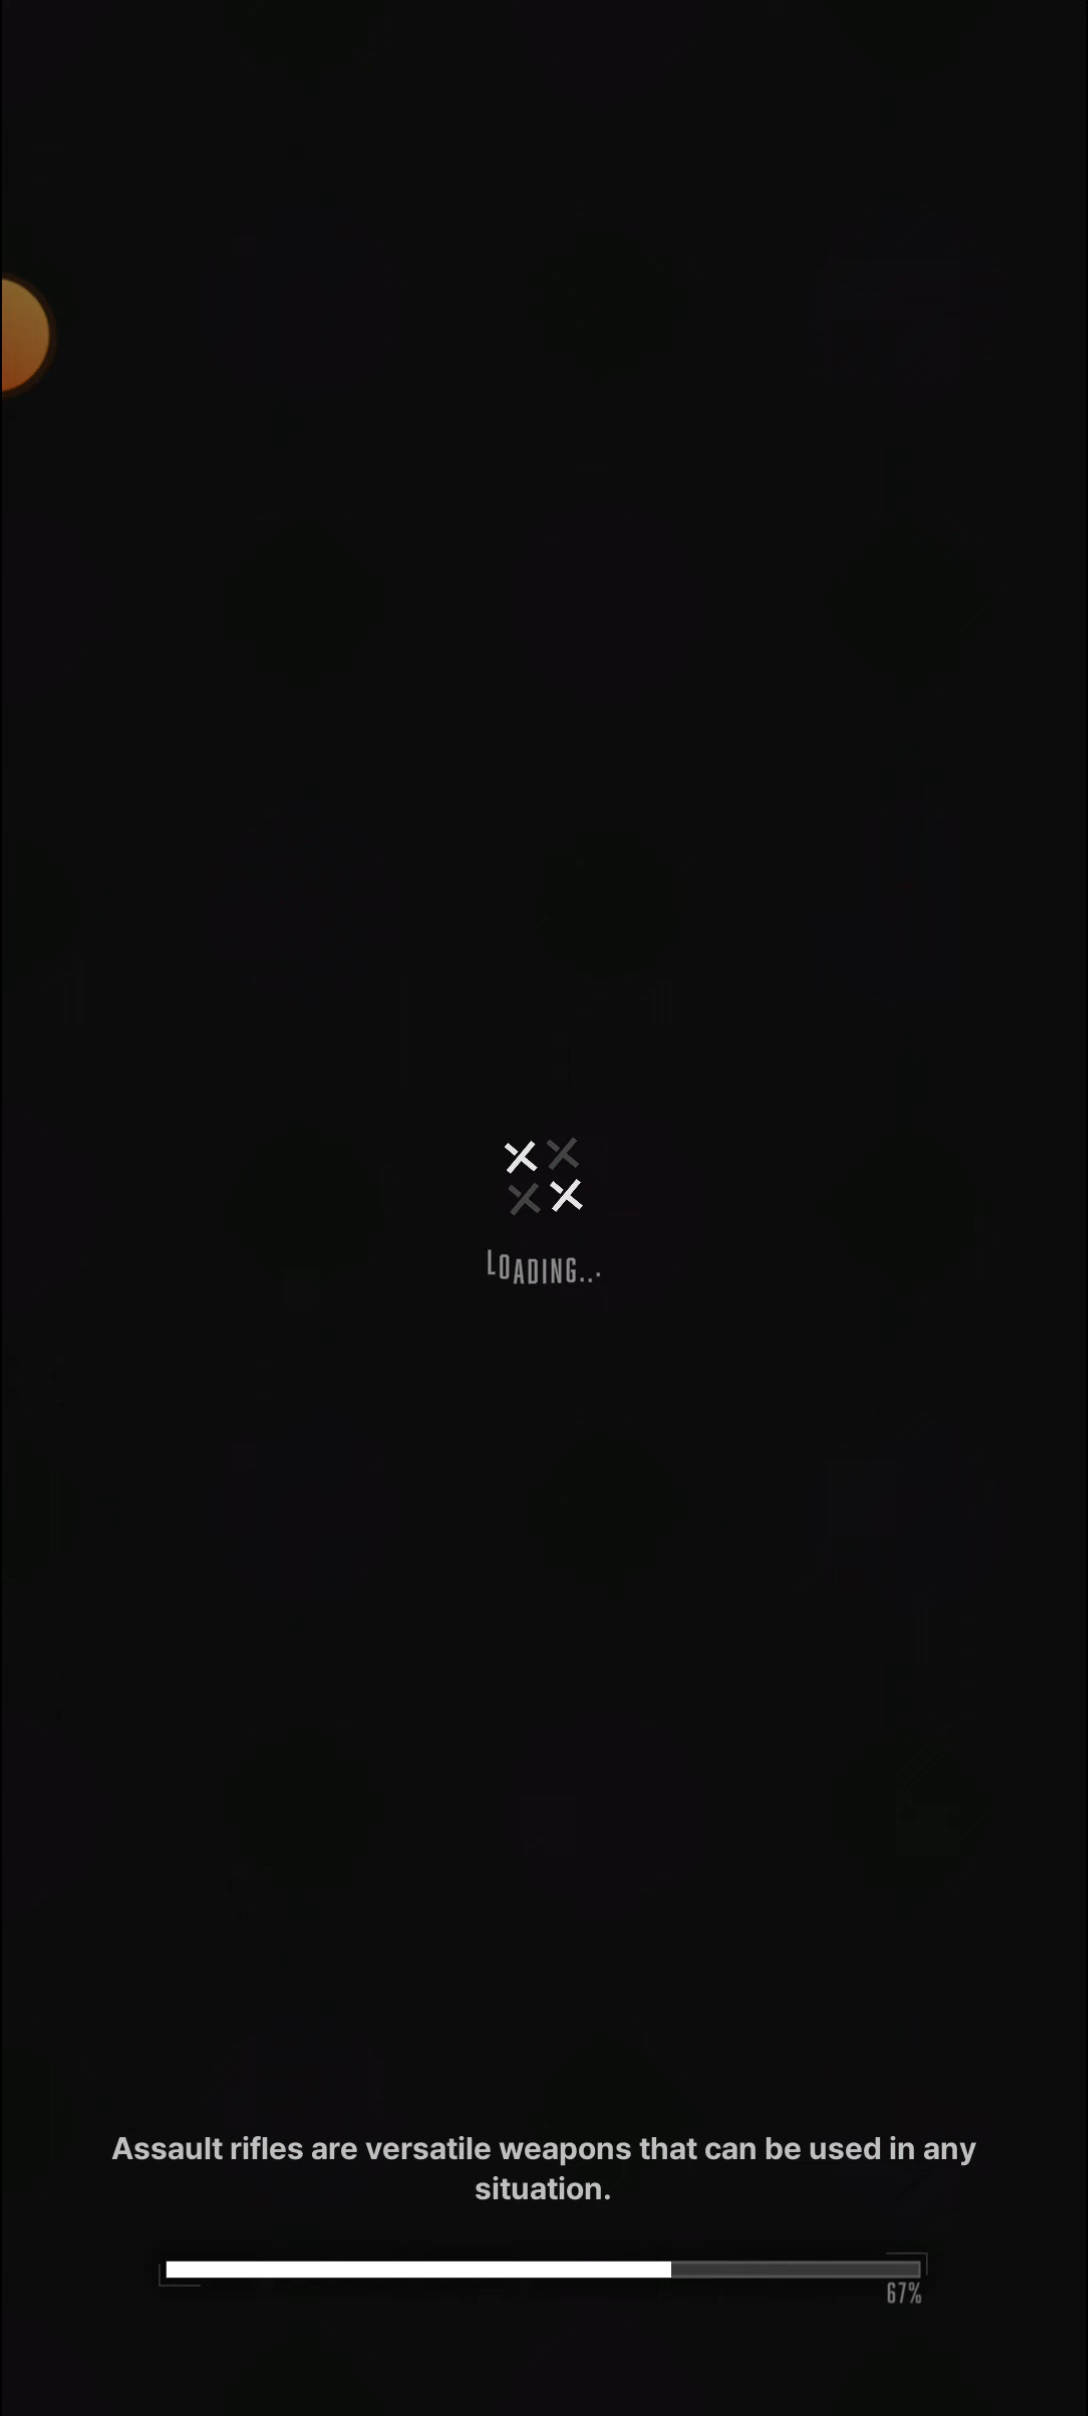 LOADING...
Assault rifles are versatile weapons that can be used in any
situation.
67%